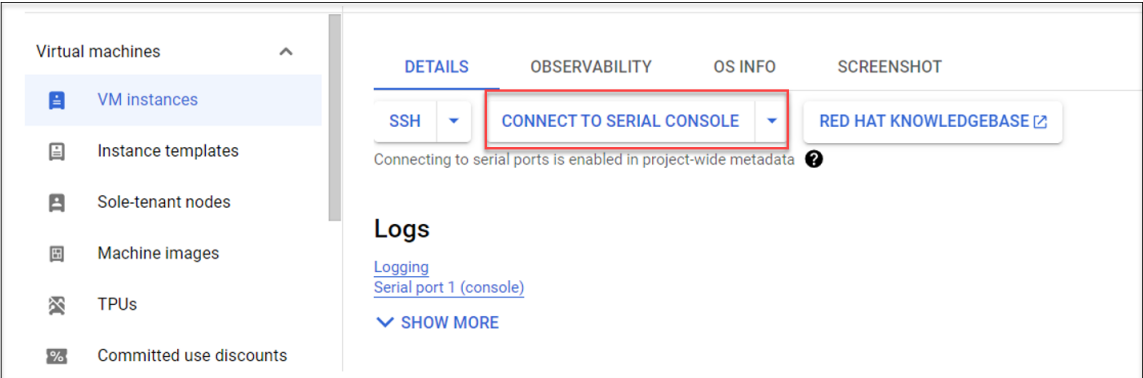 Virtual machines
VM instances
Instance templates
Sole-tenant nodes
Machine images
TPUs
Committed use discounts
DETAILS OBSERVABILITY OS INFO SCREENSHOT
SSH CONNECT TO SERIAL CONSOLE RED HAT KNOWLEDGEBASE
Connecting to serial ports is enabled in project-wide metadata ?
Logs
Logging
Serial port 1 (console)
SHOW MORE